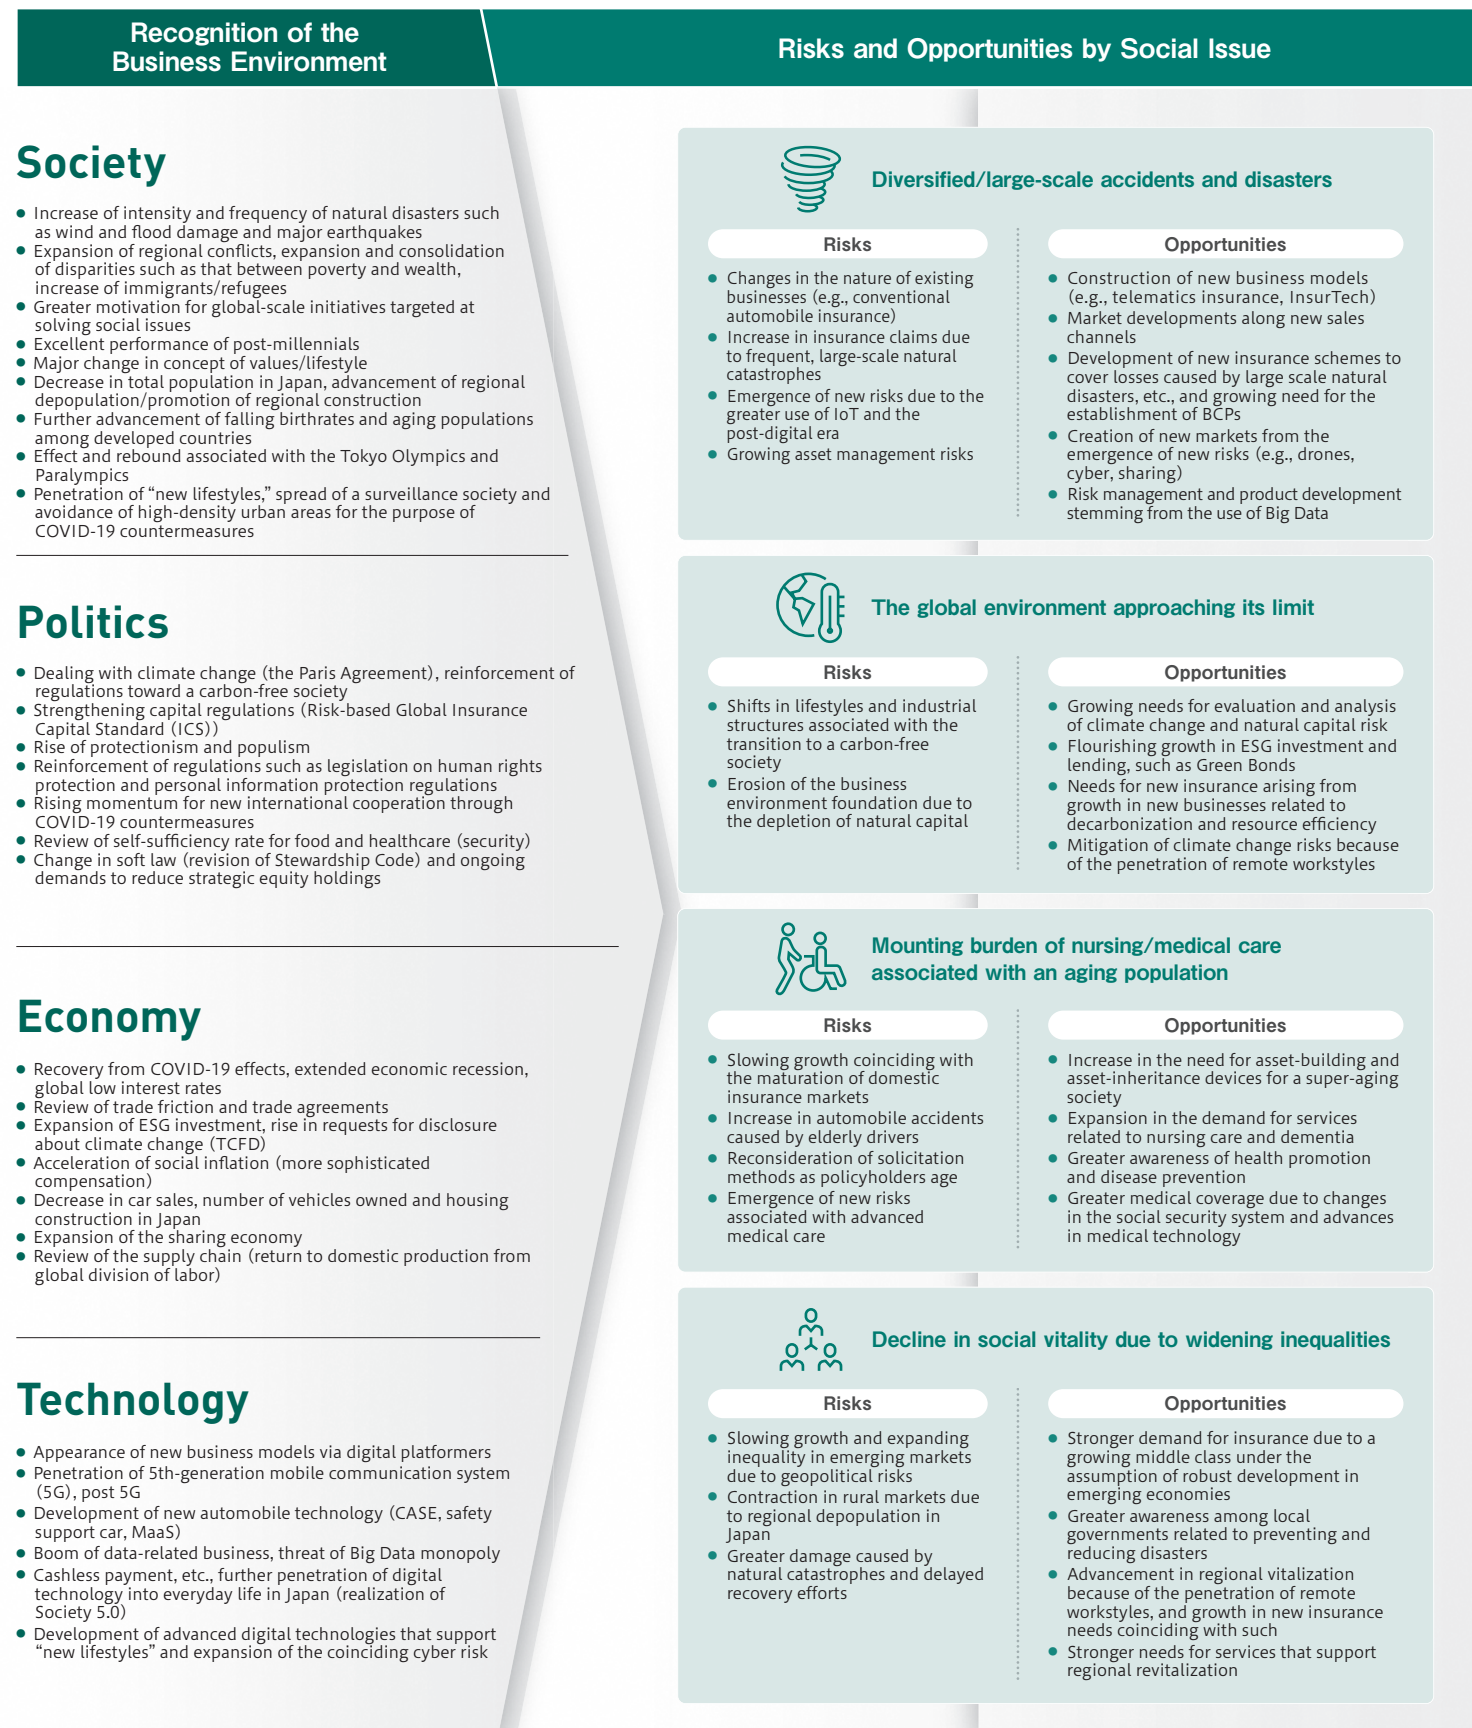 Recognition of the
Business Environment
Risks and Opportunities by Social Issue
Society
● Increase of intensity and frequency of natural disasters such
as wind and flood damage and major earthquakes
● Expansion of regional conflicts, expansion and consolidation
of disparities such as that between poverty and wealth,
increase of immigrants/refugees
● Greater motivation for global-scale initiatives targeted at
solving social issues
● Excellent performance of post-millennials
● Major change in concept of values/lifestyle
● Decrease in total population in Japan, advancement of regional
depopulation/promotion of regional construction
● Further advancement of falling birthrates and aging populations
among developed countries
● Effect and rebound associated with the Tokyo Olympics and
Paralympics
● Penetration of “new lifestyles,” spread of a surveillance society and
avoidance of high-density urban areas for the purpose of
COVID-19 countermeasures
Politics
● Dealing with climate change (the Paris Agreement), reinforcement of
regulations toward a carbon-free society
● Strengthening capital regulations (Risk-based Global Insurance
Capital Standard (ICS))
● Rise of protectionism and populism
● Reinforcement of regulations such as legislation on human rights
protection and personal information protection regulations
● Rising momentum for new international cooperation through
COVID-19 countermeasures
● Review of self-sufficiency rate for food and healthcare (security)
● Change in soft law (revision of Stewardship Code) and ongoing
demands to reduce strategic equity holdings
Economy
● Recovery from COVID-19 effects, extended economic recession,
global low interest rates
● Review of trade friction and trade agreements
● Expansion of ESG investment, rise in requests for disclosure
about climate change (TCFD)
● Acceleration of social inflation (more sophisticated
compensation)
● Decrease in car sales, number of vehicles owned and housing
construction in Japan
● Expansion of the sharing economy
● Review of the supply chain (return to domestic production from
global division of labor)
Technology
● Appearance of new business models via digital platformers
● Penetration of 5th-generation mobile communication system
(5G), post 5G
● Development of new automobile technology (CASE, safety
support car, MaaS)
● Boom of data-related business, threat of Big Data monopoly
● Cashless payment, etc., further penetration of digital
technology into everyday life in Japan (realization of
Society 5.0)
● Development of advanced digital technologies that support
“new lifestyles” and expansion of the coinciding cyber risk
Diversified/large-scale accidents and disasters
Risks
● Changes in the nature of existing
businesses (e.g., conventional
automobile insurance)
● Increase in insurance claims due
to frequent, large-scale natural
catastrophes
● Emergence of new risks due to the
greater use of IoT and the
post-digital era
● Growing asset management risks
Opportunities
● Construction of new business models
(e.g., telematics insurance, InsurTech)
● Market developments along new sales
channels
● Development of new insurance schemes to
cover losses caused by large scale natural
disasters, etc., and growing need for the
establishment of BCPs
● Creation of new markets from the
emergence of new risks (e.g., drones,
cyber, sharing)
● Risk management and product development
stemming from the use of Big Data
The global environment approaching its limit
Risks
● Shifts in lifestyles and industrial
structures associated with the
transition to a carbon-free
society
● Erosion of the business
environment foundation due to
the depletion of natural capital
Opportunities
● Growing needs for evaluation and analysis
of climate change and natural capital risk
● Flourishing growth in ESG investment and
lending, such as Green Bonds
● Needs for new insurance arising from
growth in new businesses related to
decarbonization and resource efficiency
● Mitigation of climate change risks because
of the penetration of remote workstyles
Mounting burden of nursing/medical care
associated with an aging population
Risks
● Slowing growth coinciding with
the maturation of domestic
insurance markets
● Increase in automobile accidents
caused by elderly drivers
● Reconsideration of solicitation
methods as policyholders age
● Emergence of new risks
associated with advanced
medical care
Opportunities
● Increase in the need for asset-building and
asset-inheritance devices for a super-aging
society
● Expansion in the demand for services
related to nursing care and dementia
● Greater awareness of health promotion
and disease prevention
● Greater medical coverage due to changes
in the social security system and advances
in medical technology
Decline in social vitality due to widening inequalities
Risks
● Slowing growth and expanding
inequality in emerging markets
due to geopolitical risks
● Contraction in rural markets due
to regional depopulation in
Japan
● Greater damage caused by
natural catastrophes and delayed
recovery efforts
Opportunities
● Stronger demand for insurance due to a
growing middle class under the
assumption of robust development in
emerging economies
● Greater awareness among local
governments related to preventing and
reducing disasters
● Advancement in regional vitalization
because of the penetration of remote
workstyles, and growth in new insurance
needs coinciding with such
● Stronger needs for services that support
regional revitalization